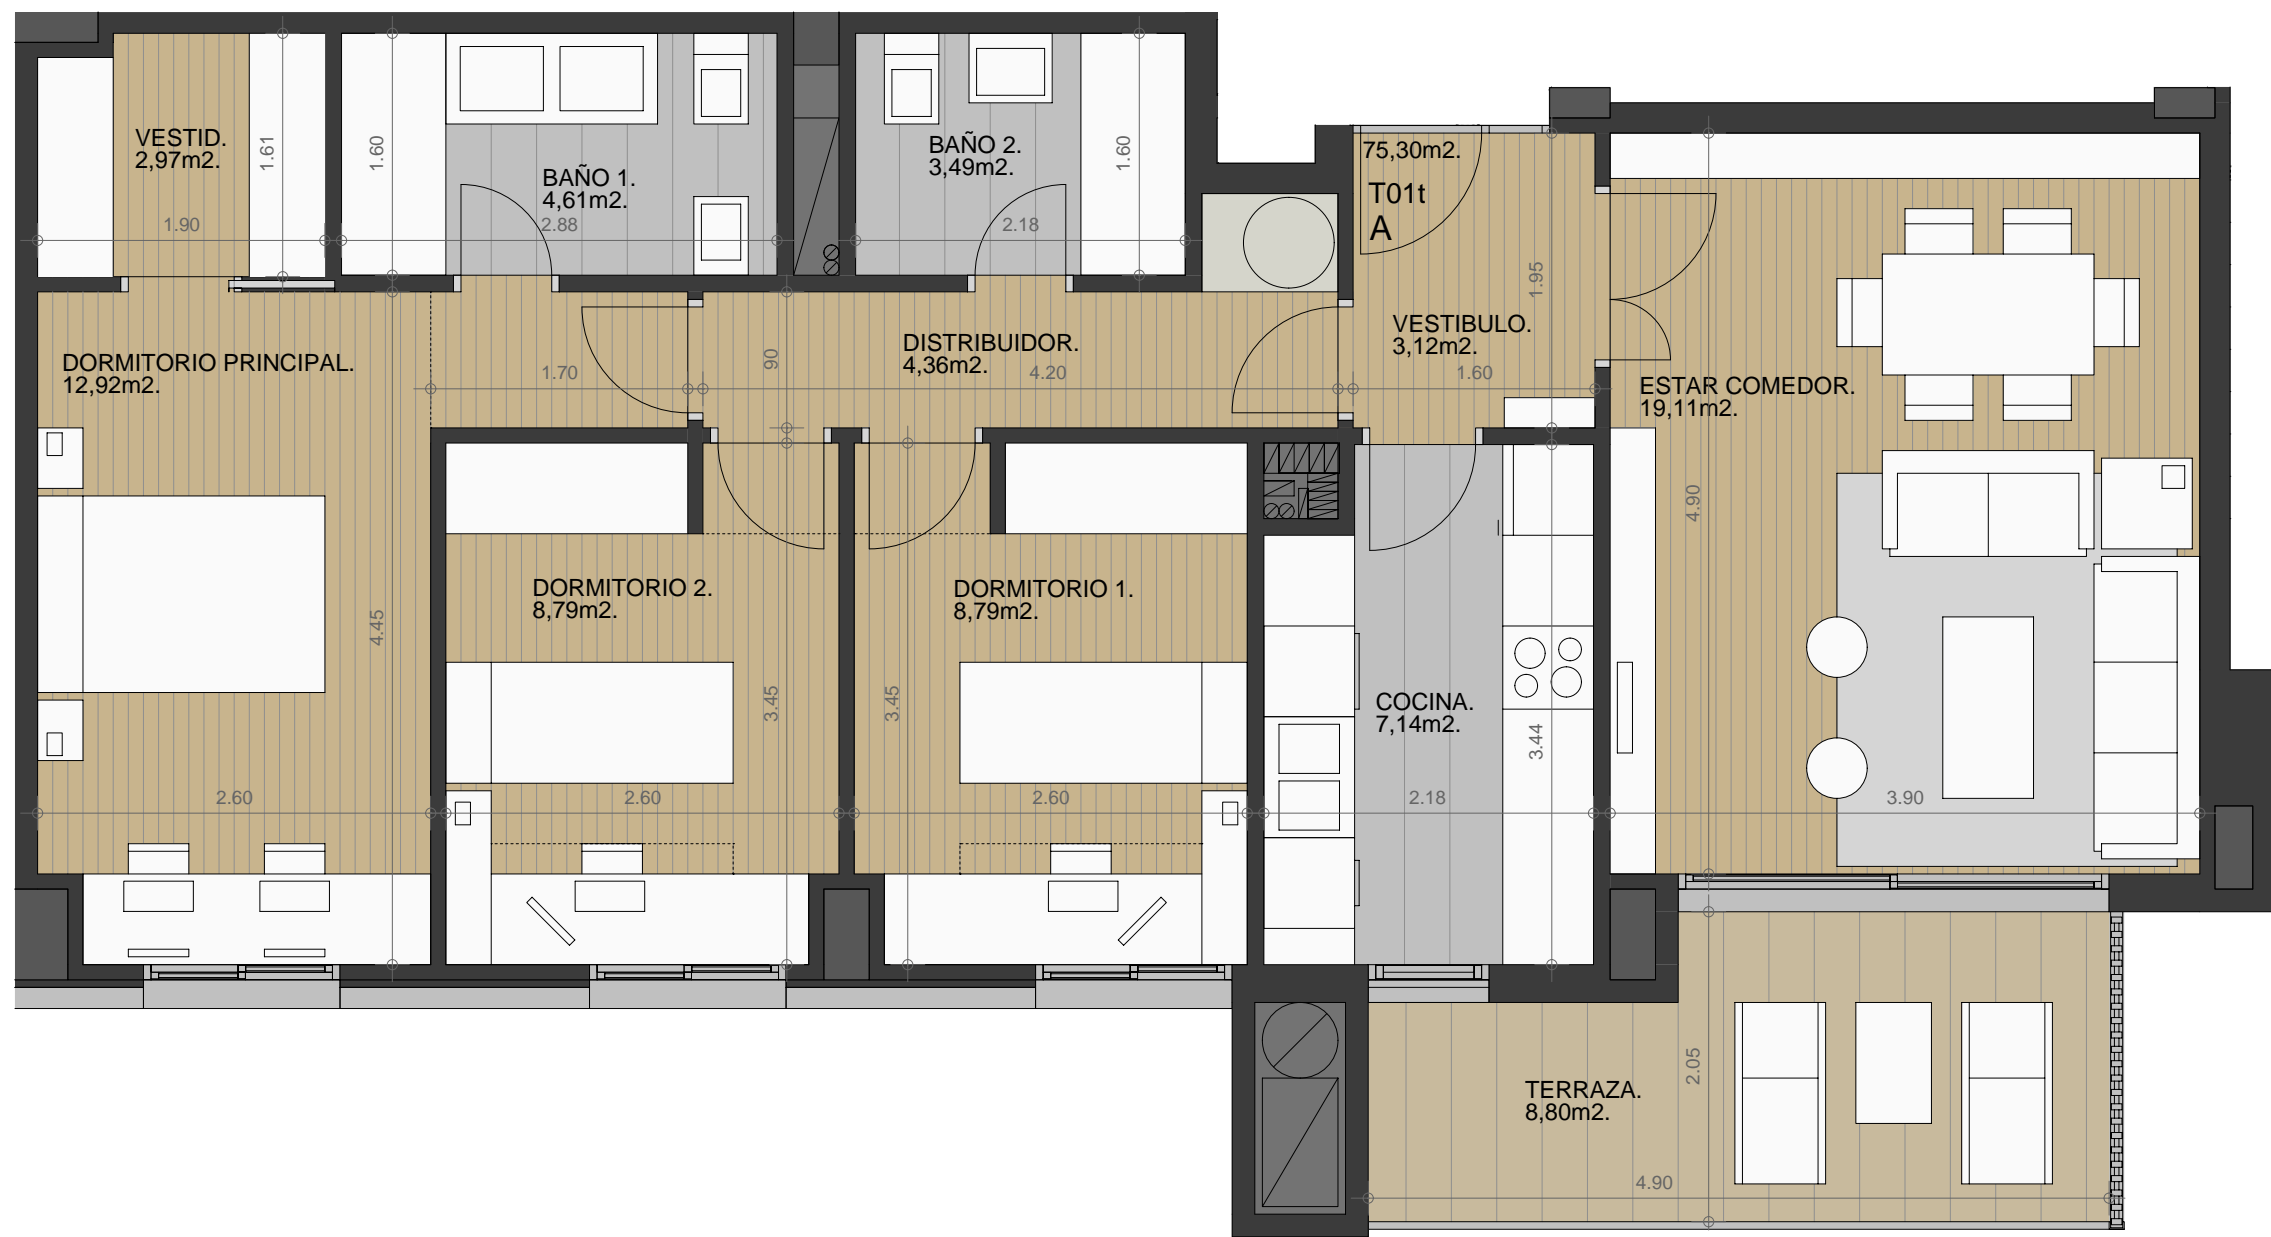 VESTID.
2,97m2.
1.61
1.90
1.60
BAÑO 1.
4,61m2.
2.88
BAÑO 2.
3,49m2.
1.60
2.18
75,30m2.
T01t
A
1.95
VESTIBULO.
3,12m2.
1.60
DORMITORIO PRINCIPAL.
12,92m2.
1.70
90
DISTRIBUIDOR.
4,36m2.
4.20
ESTAR COMEDOR.
19,11m2.
4.90
3.90
4.45
2.60
DORMITORIO 2.
8,79m2.
3.45
2.60
DORMITORIO 1.
8,79m2.
3.45
2.60
COCINA.
7,14m2.
3.44
2.18
TERRAZA.
8,80m2.
2.05
4.90